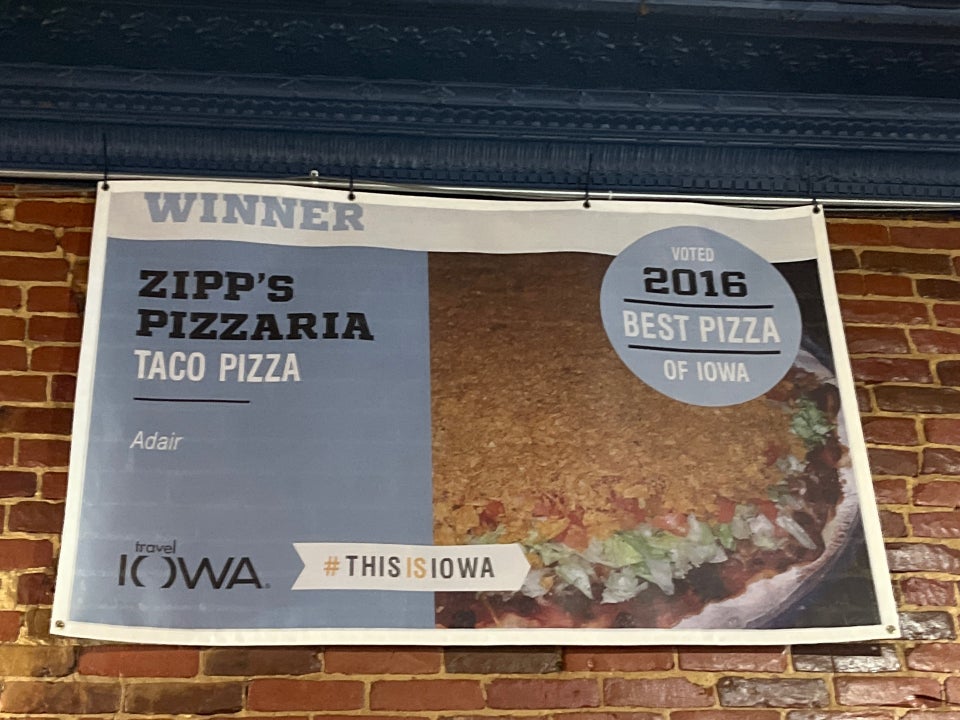 WINNER
ZIPP'S
PIZZARIA
TACO PIZZA
Adair
travel
IOWA
#THISISIOWA
VOTED
2016
BEST PIZZA
OF IOWA